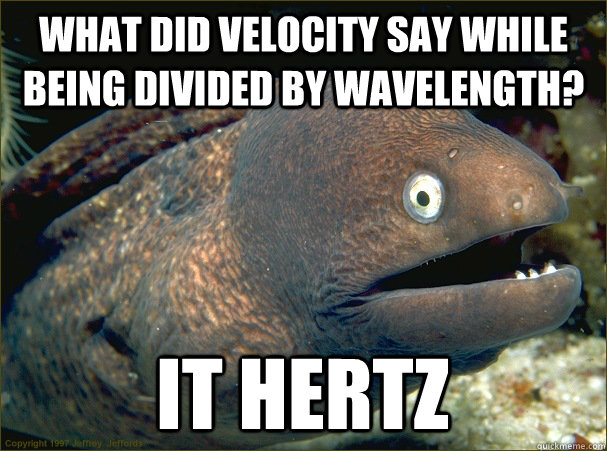 WHAT DID VELOCITY SAY WHILE
BEING DIVIDED BY WAVELENGTH?
IT HERTZ
Copyright 1997 Jeffrey Jeffords
quickmeme.com